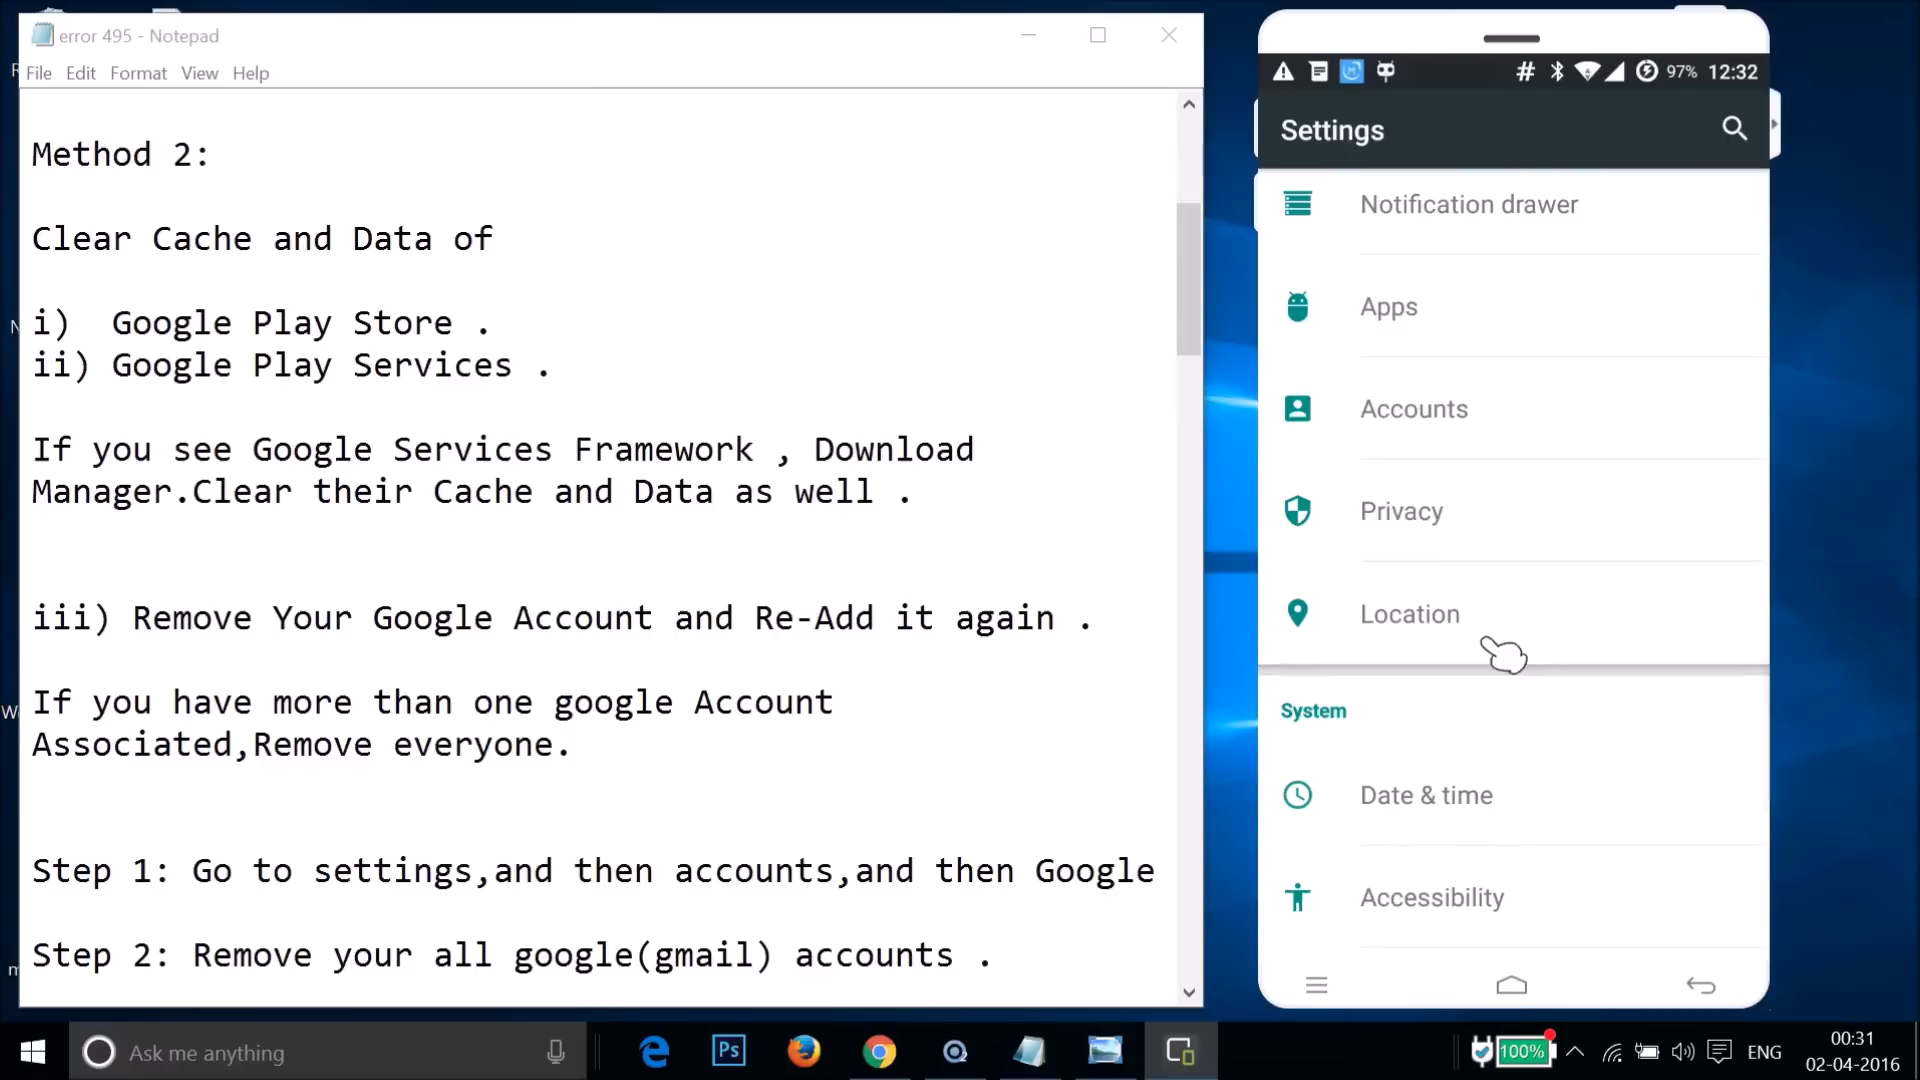 error 495 - Notepad
File Edit Format View Help
Method 2:
Clear Cache and Data of
i)  Google Play Store .
ii) Google Play Services .
If you see Google Services Framework , Download
Manager.Clear their Cache and Data as well .
iii) Remove Your Google Account and Re-Add it again .
If you have more than one google Account
Associated,Remove everyone.
Step 1: Go to settings,and then accounts,and then Google
Step 2: Remove your all google(gmail) accounts .
97% 12:32
Settings
Notification drawer
Apps
Accounts
Privacy
Location
System
Date & time
Accessibility
Ask me anything
Ps
100%
ENG
00:31
02-04-2016